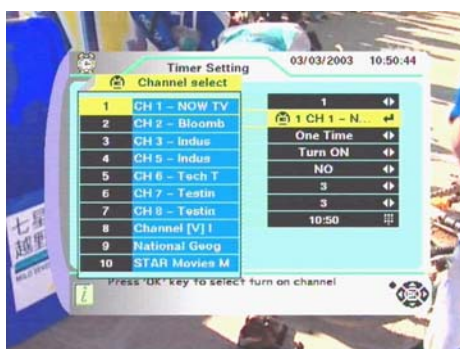 Timer Setting
03/03/2003 10:50:44
Channel select
1 CH 1 – NOW TV
2 CH 2 – Bloomb
3 CH 3 – Indus
4 CH 5 – Indus
5 CH 6 – Tech T
6 CH 7 – Testin
7 CH 8 – Testin
8 Channel [V] I
9 National Geog
10 STAR Movies M
1
1 CH 1 – N...
One Time
Turn ON
NO
3
3
10:50
Press 'OK' key to select turn on channel
i
七星
越野